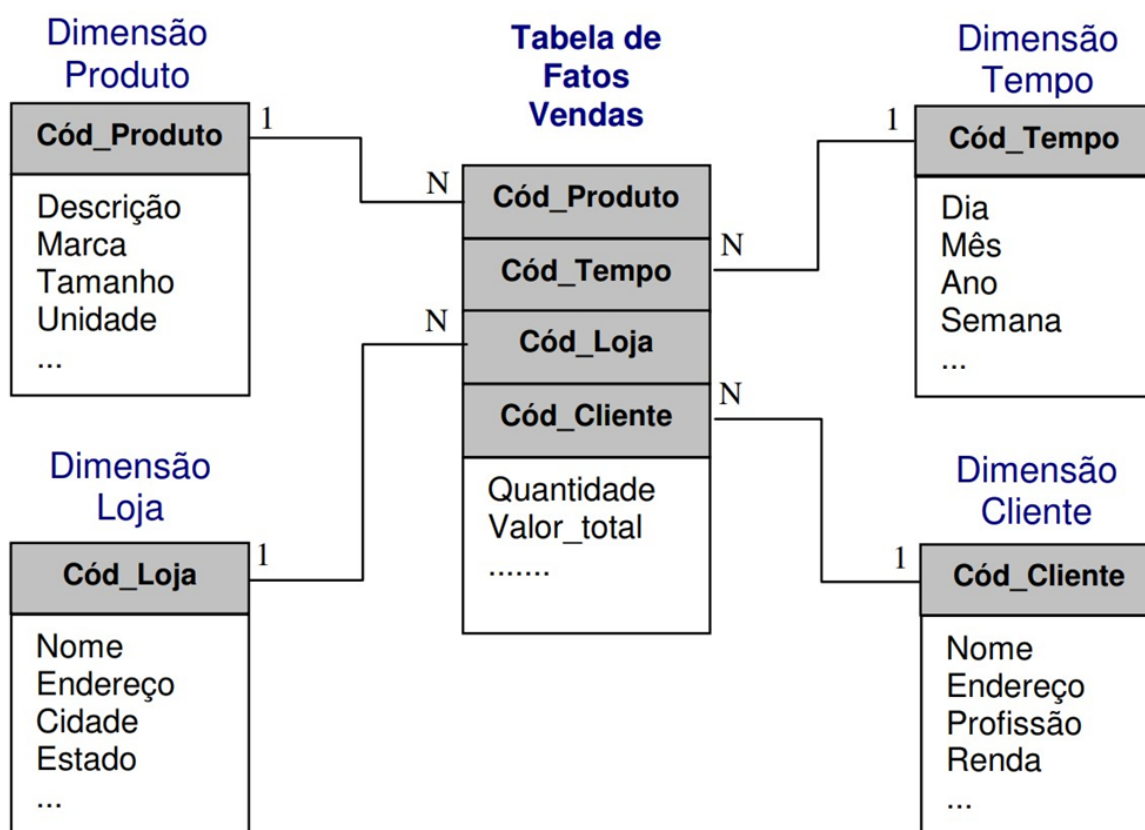 Dimensão
Produto
Cód_Produto
1
Descrição
Marca
Tamanho
Unidade
...
Tabela de
Fatos
Vendas
N
Cód_Produto
Cód_Tempo
N
N
Cód_Loja
Cód_Cliente
N
Quantidade
Valor_total
.......
Dimensão
Tempo
1
Cód_Tempo
Dia
Mês
Ano
Semana
...
Dimensão
Loja
Cód_Loja
1
Nome
Endereço
Cidade
Estado
...
Dimensão
Cliente
1
Cód_Cliente
Nome
Endereço
Profissão
Renda
...